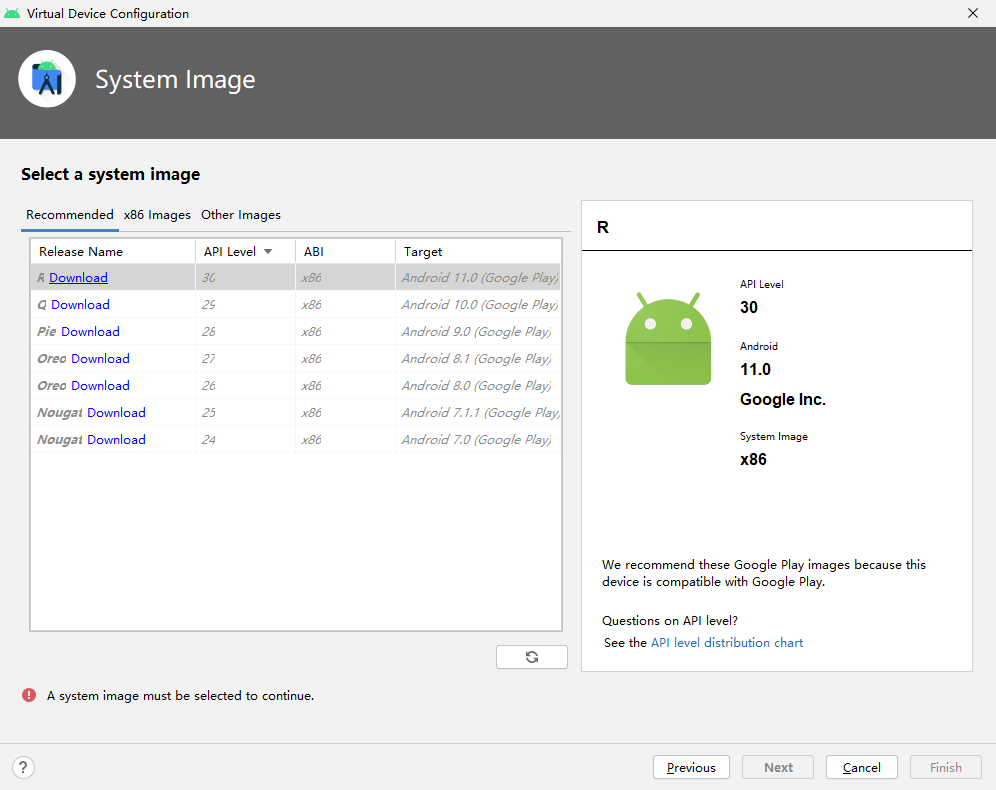 Virtual Device Configuration
System Image
Select a system image
Recommended x86 Images Other Images
Release Name API Level ABI Target
R Download 30 x86 Android 11.0 (Google Play)
Q Download 29 x86 Android 10.0 (Google Play)
Pie Download 28 x86 Android 9.0 (Google Play)
Oreo Download 27 x86 Android 8.1 (Google Play)
Oreo Download 26 x86 Android 8.0 (Google Play)
Nougat Download 25 x86 Android 7.1.1 (Google Play)
Nougat Download 24 x86 Android 7.0 (Google Play)
R
API Level
30
Android
11.0
Google Inc.
System Image
x86
We recommend these Google Play images because this
device is compatible with Google Play.
Questions on API level?
See the API level distribution chart
A system image must be selected to continue.
? Previous Next Cancel Finish